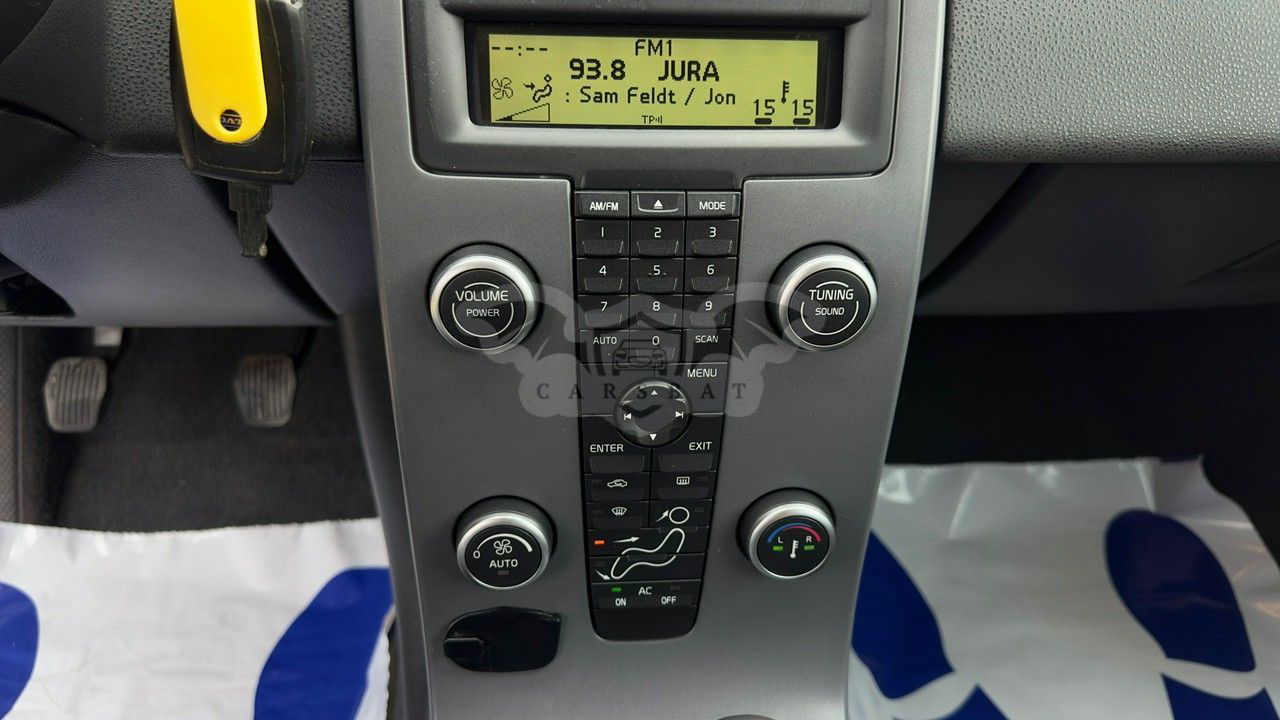 --:-- FM1
93.8 JURA
: Sam Feldt / Jon
15 15
TP
AM/FM MODE
1 2 3
4 5 6
7 8 9
AUTO 0 SCAN
VOLUME
POWER
TUNING
SOUND
MENU
CARSBAT
ENTER EXIT
0
AUTO
L R
AC
ON OFF